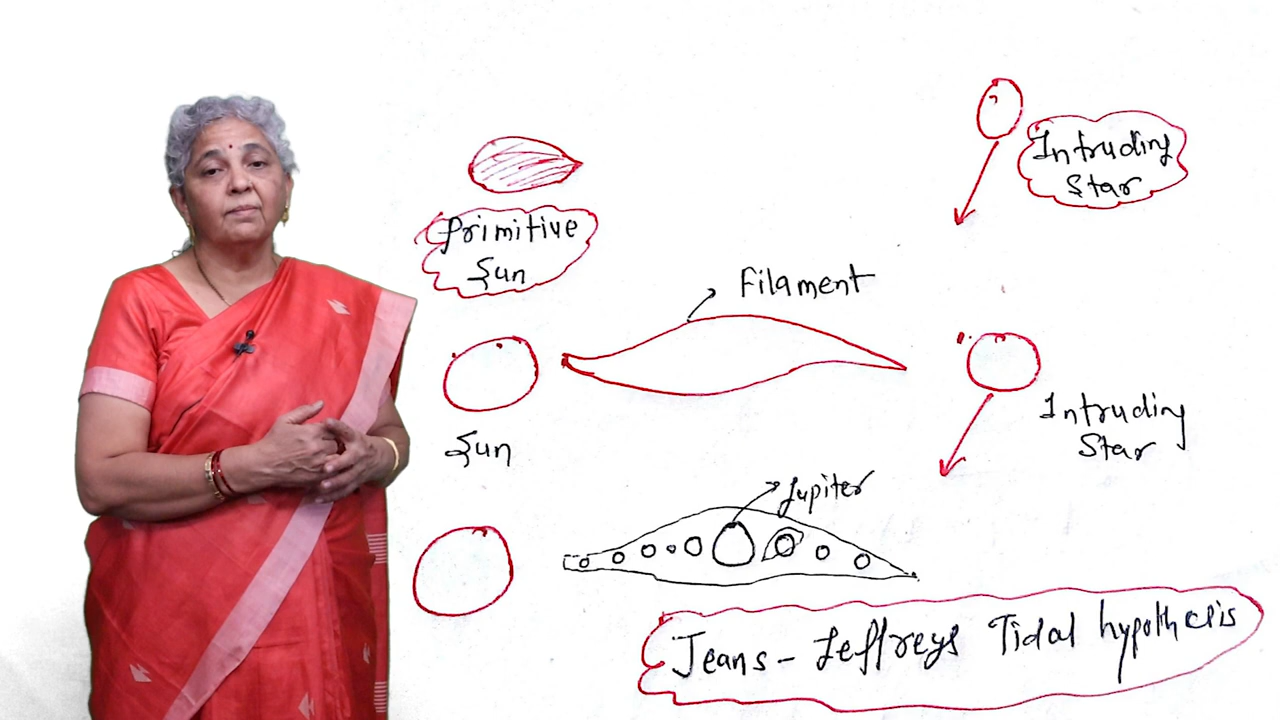 Intruding
Star
Primitive
Sun
Filament
Sun
Intruding
Star
Jupiter
Jeans - Jeffreys Tidal hypothesis